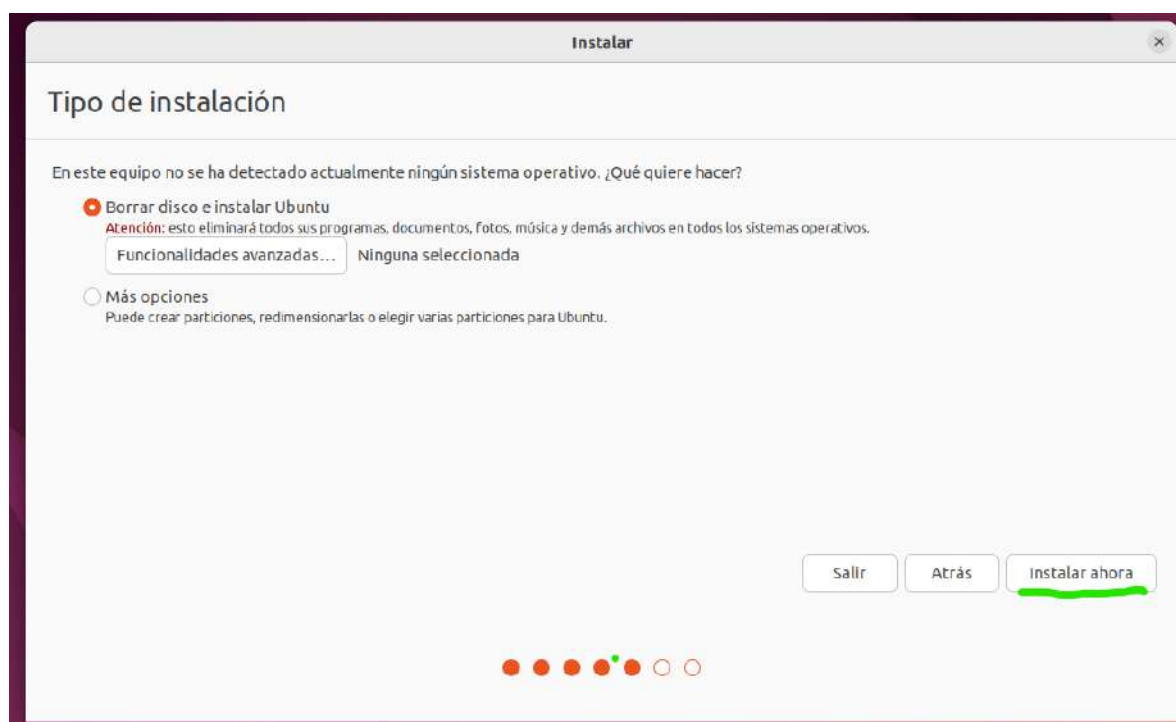 Instalar
Tipo de instalación
En este equipo no se ha detectado actualmente ningún sistema operativo. ¿Qué quiere hacer?
Borrar disco e instalar Ubuntu
Atención: esto eliminará todos sus programas, documentos, fotos, música y demás archivos en todos los sistemas operativos.
Funcionalidades avanzadas... Ninguna seleccionada
Más opciones
Puede crear particiones, redimensionarlas o elegir varias particiones para Ubuntu.
Salir Atrás Instalar ahora